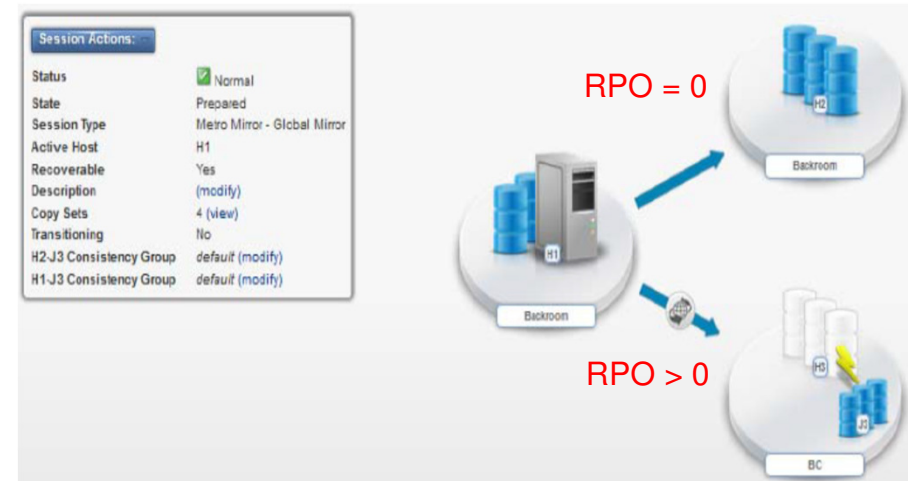 Session Actions:
Status Normal
State Prepared
Session Type Metro Mirror - Global Mirror
Active Host H1
Recoverable Yes
Description (modify)
Copy Sets 4 (view)
Transitioning No
H2-J3 Consistency Group default (modify)
H1-J3 Consistency Group default (modify)
RPO = 0
H2
Backroom
H1
Backroom
RPO > 0
H3
J3
BC